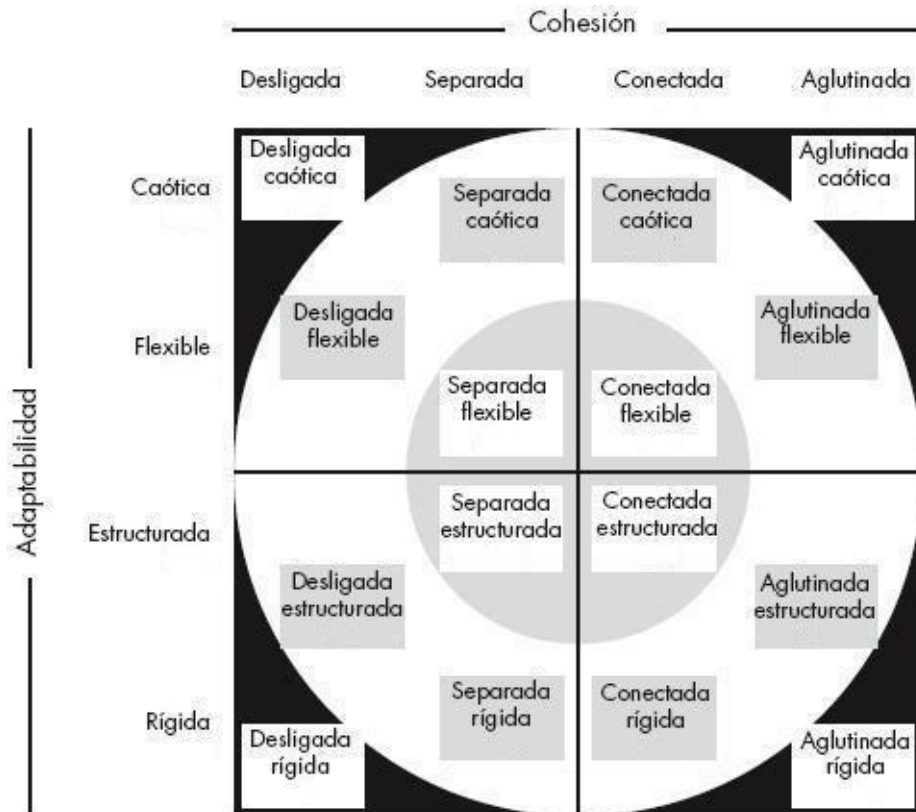 Cohesión
Desligada Separada Conectada Aglutinada
Adaptabilidad
Caótica
Desligada
caótica
Separada
caótica
Conectada
caótica
Aglutinada
caótica
Flexible
Desligada
flexible
Separada
flexible
Conectada
flexible
Aglutinada
flexible
Estructurada
Desligada
estructurada
Separada
estructurada
Conectada
estructurada
Aglutinada
estructurada
Rígida
Desligada
rígida
Separada
rígida
Conectada
rígida
Aglutinada
rígida